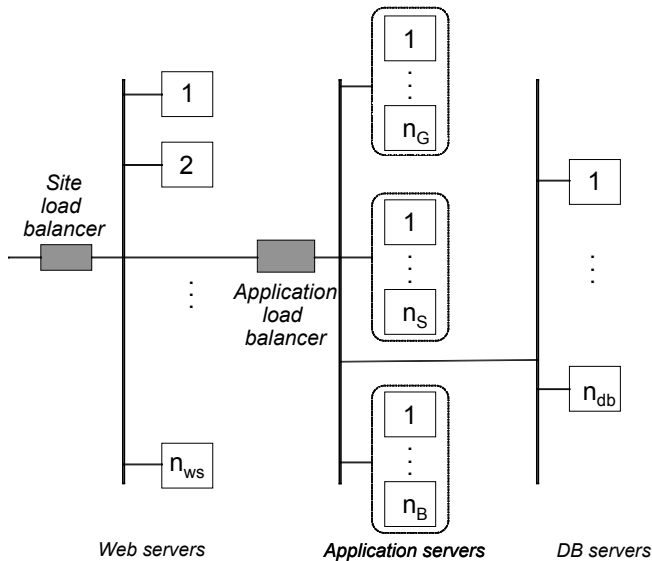 1
2
Site
load
balancer
⋮
n_ws
Web servers
Application
load
balancer
1
⋮
n_G
1
⋮
n_S
1
⋮
n_B
Application servers
1
⋮
n_db
DB servers